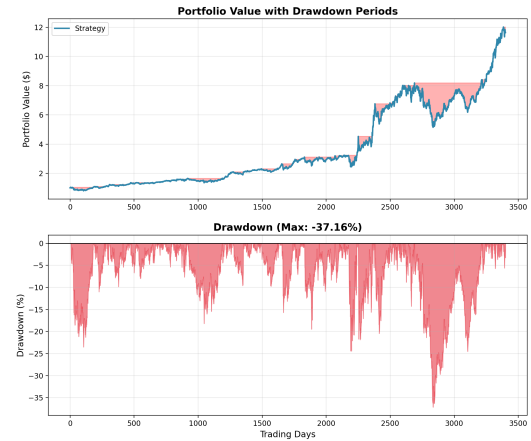 Portfolio Value with Drawdown Periods
Strategy
Portfolio Value ($)
12
10
8
6
4
2
0 500 1000 1500 2000 2500 3000 3500
Drawdown (Max: -37.16%)
Drawdown (%)
0
−5
−10
−15
−20
−25
−30
−35
0 500 1000 1500 2000 2500 3000 3500
Trading Days